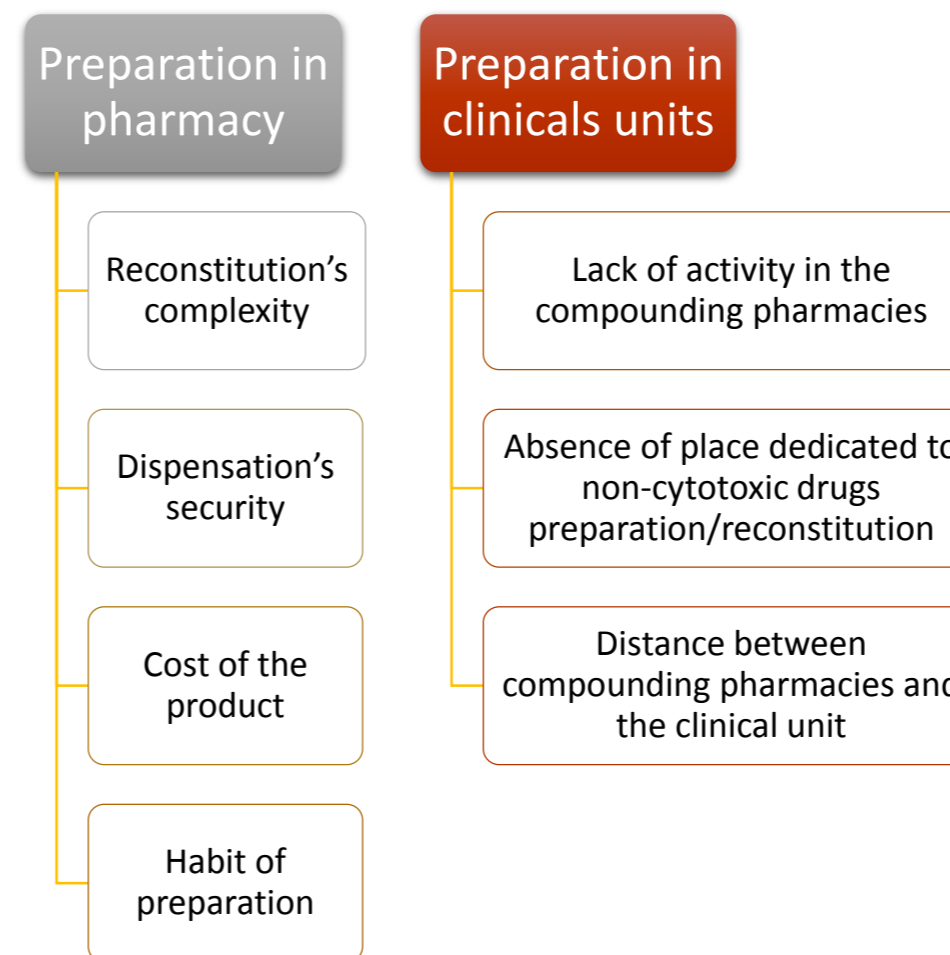 Preparation in
pharmacy
Reconstitution's
complexity
Dispensation's
security
Cost of the
product
Habit of
preparation
Preparation in
clinicals units
Lack of activity in the
compounding pharmacies
Absence of place dedicated to
non-cytotoxic drugs
preparation/reconstitution
Distance between
compounding pharmacies and
the clinical unit